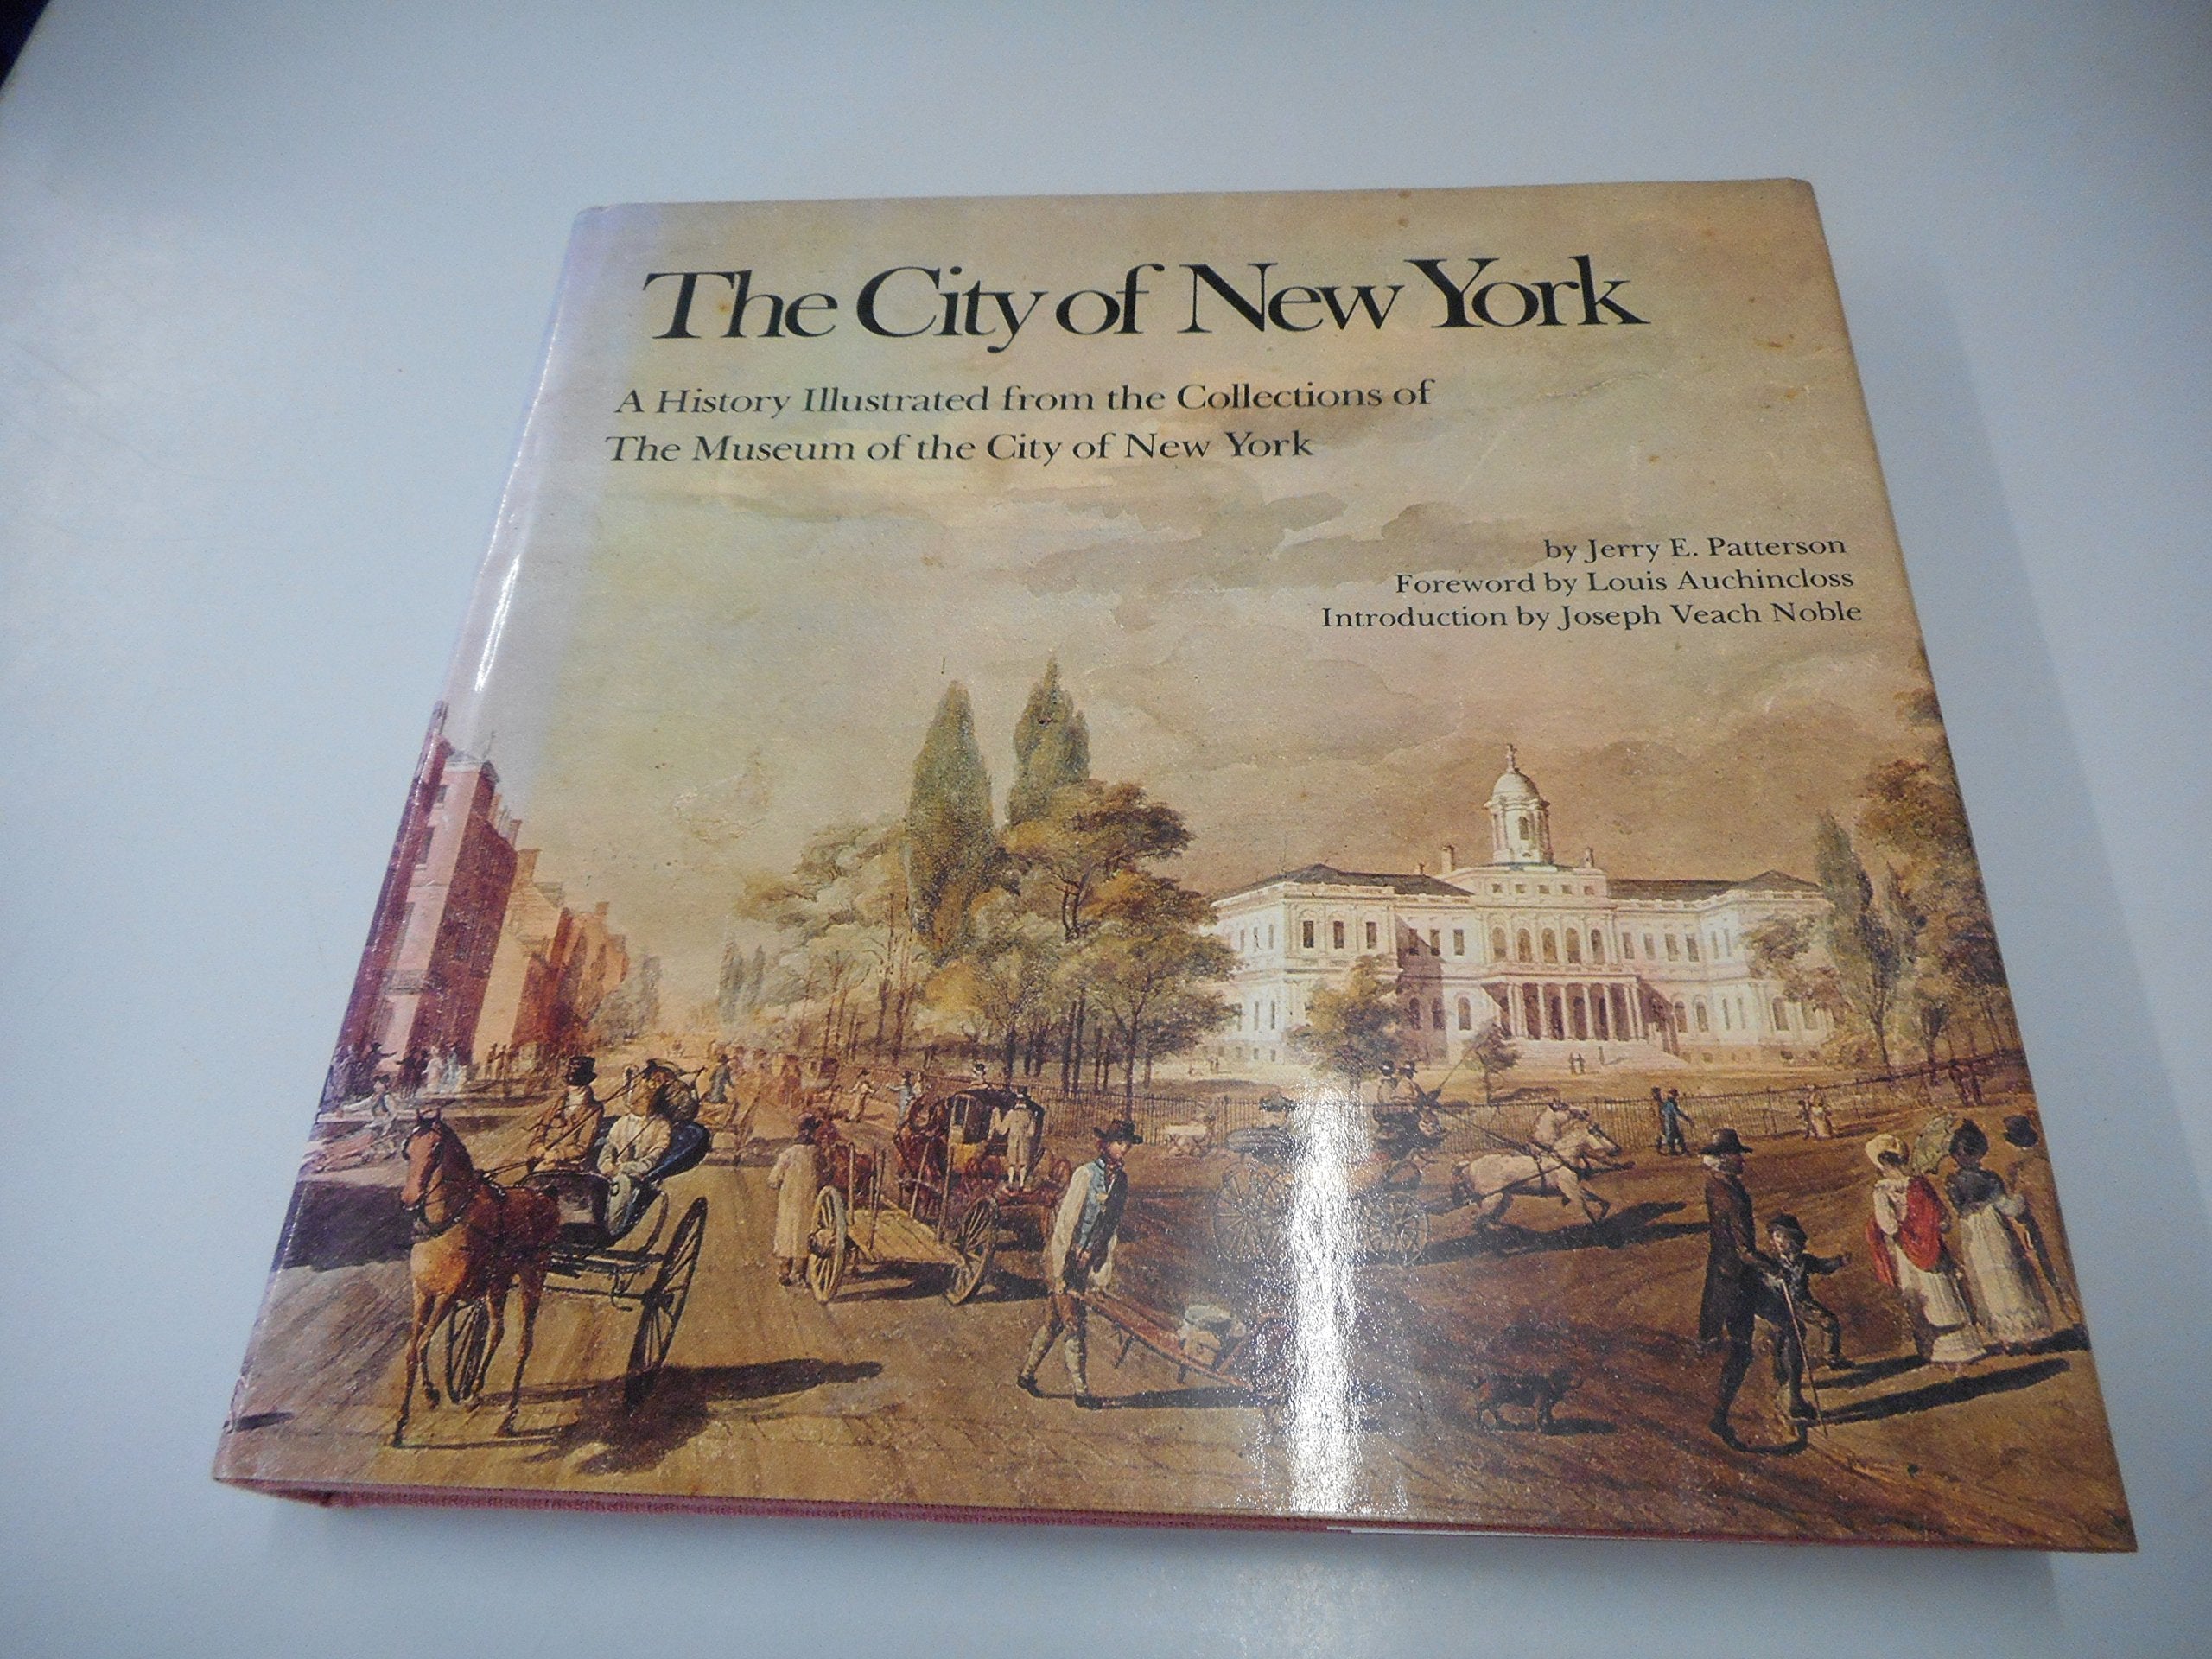 The City of New York
A History Illustrated from the Collections of
The Museum of the City of New York
by Jerry E. Patterson
Foreword by Louis Auchincloss
Introduction by Joseph Veach Noble